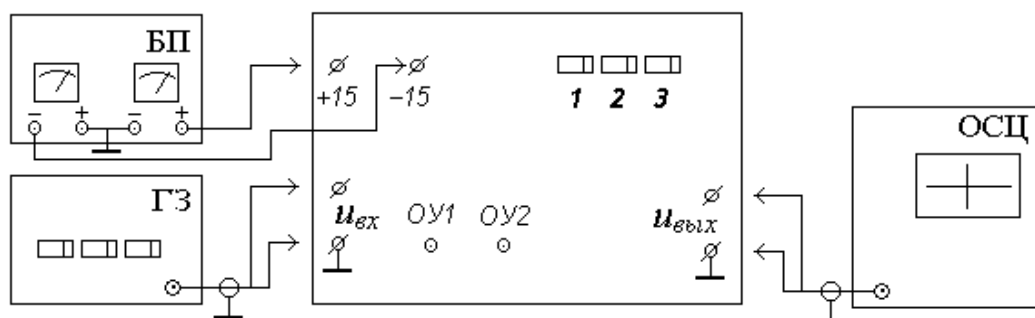 БП
− + − +
+15 −15
1 2 3
ОСЦ
ГЗ
uвх ОУ1 ОУ2 uвых